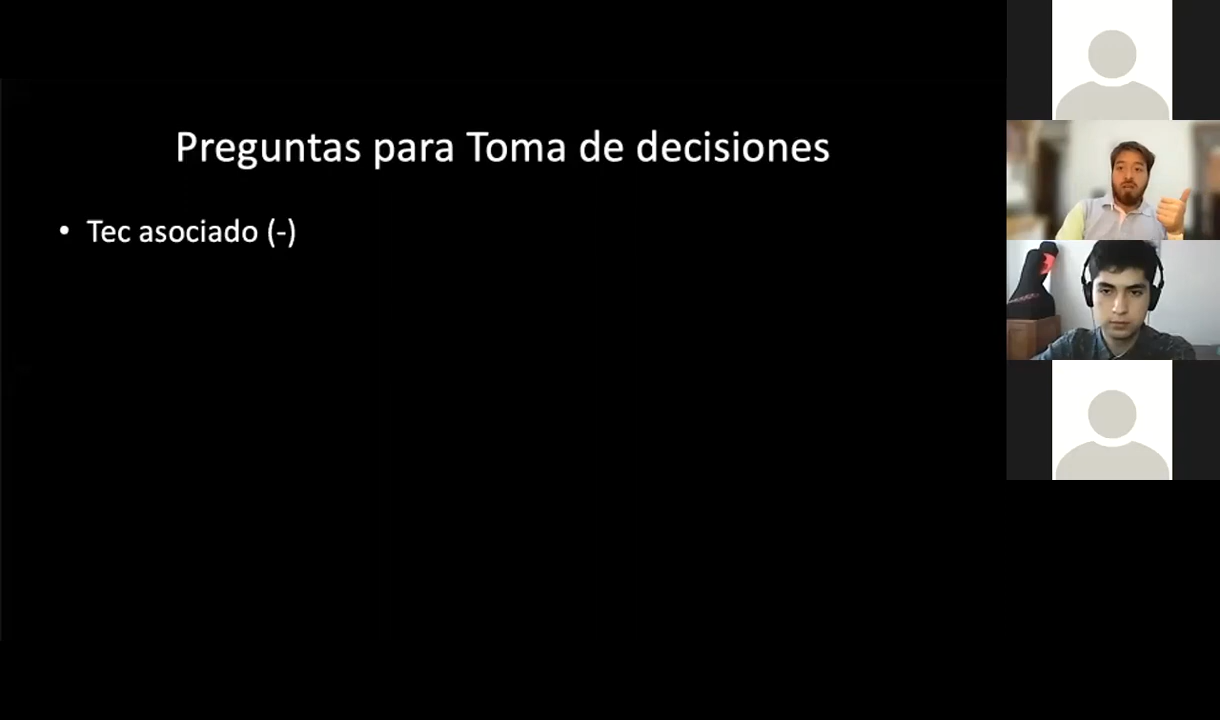 Preguntas para Toma de decisiones
• Tec asociado (-)